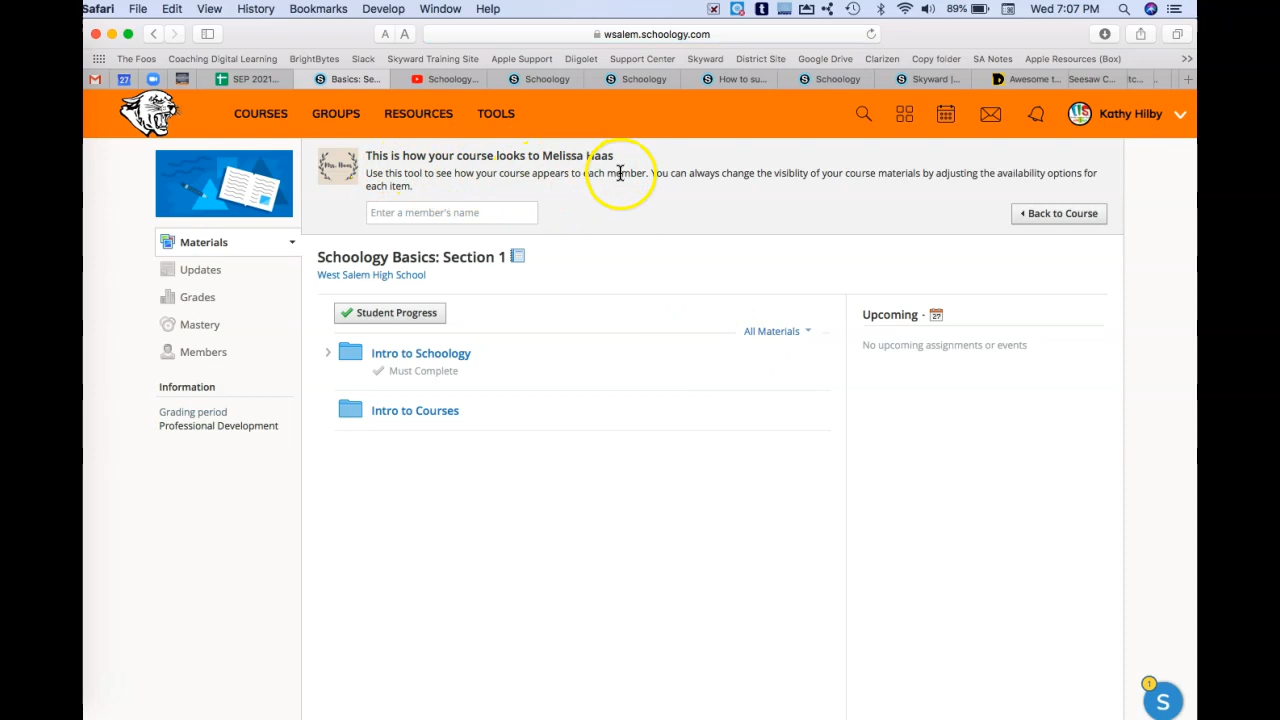 Safari File Edit View History Bookmarks Develop Window Help 89% Wed 7:07 PM
A A wsalem.schoology.com
The Foos Coaching Digital Learning BrightBytes Slack Skyward Training Site Apple Support Diigolet Support Center Skyward District Site Google Drive Clarizen Copy folder SA Notes Apple Resources (Box)
27 SEP 2021... S Basics: Se... Schoology... S Schoology S Schoology S How to su... S Schoology S Skyward |... Awesome t... Seesaw C... tc...
COURSES GROUPS RESOURCES TOOLS Kathy Hilby
Mrs. Haas
This is how your course looks to Melissa Haas
Use this tool to see how your course appears to each member. You can always change the visiblity of your course materials by adjusting the availability options for
each item.
Enter a member's name
Back to Course
Materials
Updates
Grades
Mastery
Members
Information
Grading period
Professional Development
Schoology Basics: Section 1
West Salem High School
Student Progress
All Materials
Intro to Schoology
Must Complete
Intro to Courses
Upcoming · 27
No upcoming assignments or events
1
S